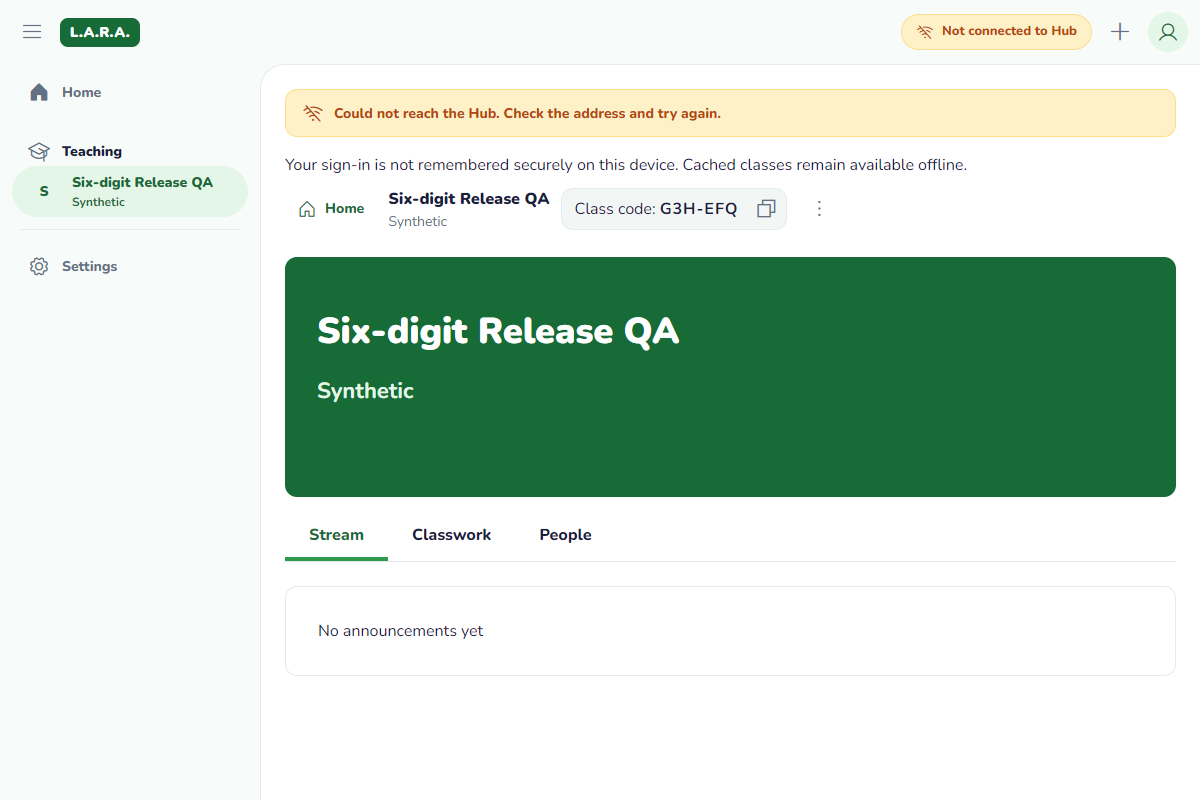 L.A.R.A.
Not connected to Hub
Home
Teaching
S
Six-digit Release QA
Synthetic
Settings
Could not reach the Hub. Check the address and try again.
Your sign-in is not remembered securely on this device. Cached classes remain available offline.
Home
Six-digit Release QA
Synthetic
Class code: G3H-EFQ
Six-digit Release QA
Synthetic
Stream
Classwork
People
No announcements yet